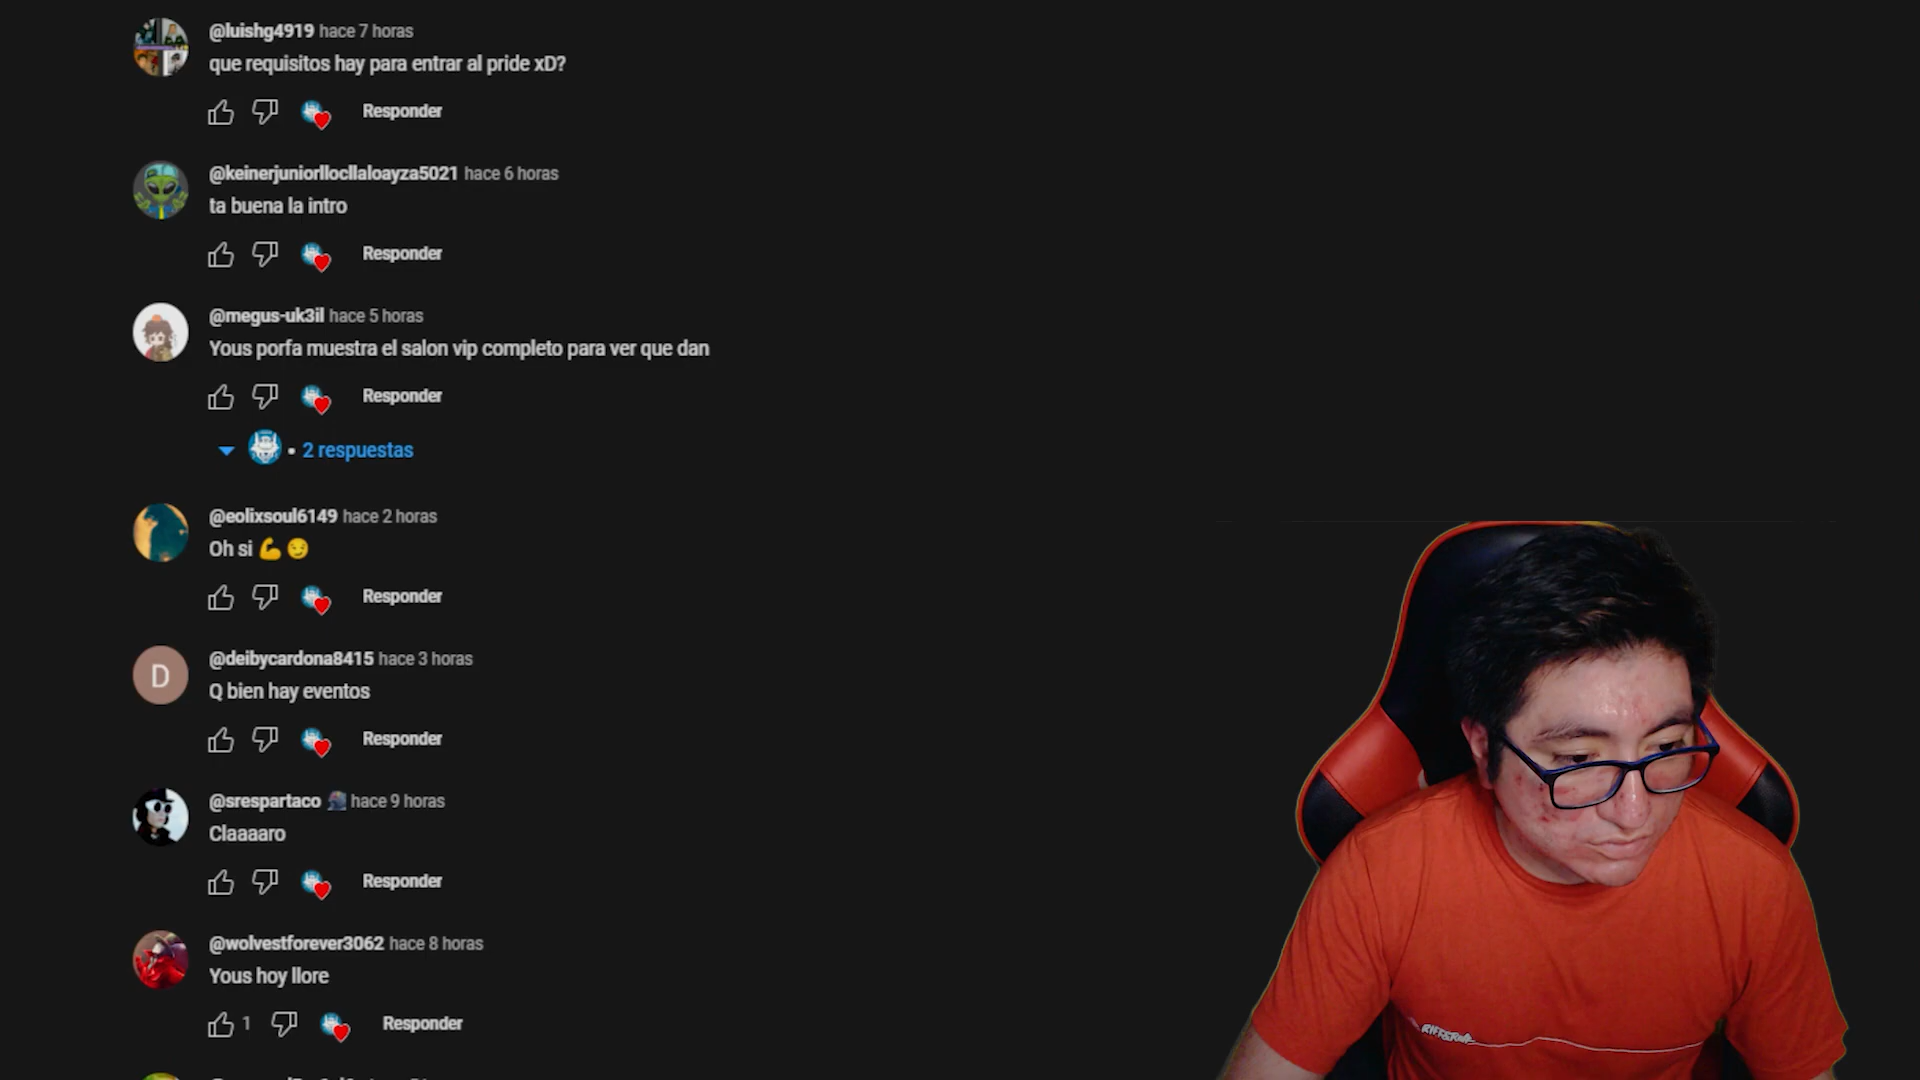 @luishg4919 hace 7 horas
que requisitos hay para entrar al pride xD?
Responder
@keinerjuniorllocllaloayza5021 hace 6 horas
ta buena la intro
Responder
@megus-uk3il hace 5 horas
Yous porfa muestra el salon vip completo para ver que dan
Responder
• 2 respuestas
@eolixsoul6149 hace 2 horas
Oh si 💪😏
Responder
D
@deibycardona8415 hace 3 horas
Q bien hay eventos
Responder
@srespartaco hace 9 horas
Claaaaro
Responder
@wolvestforever3062 hace 8 horas
Yous hoy llore
1 Responder